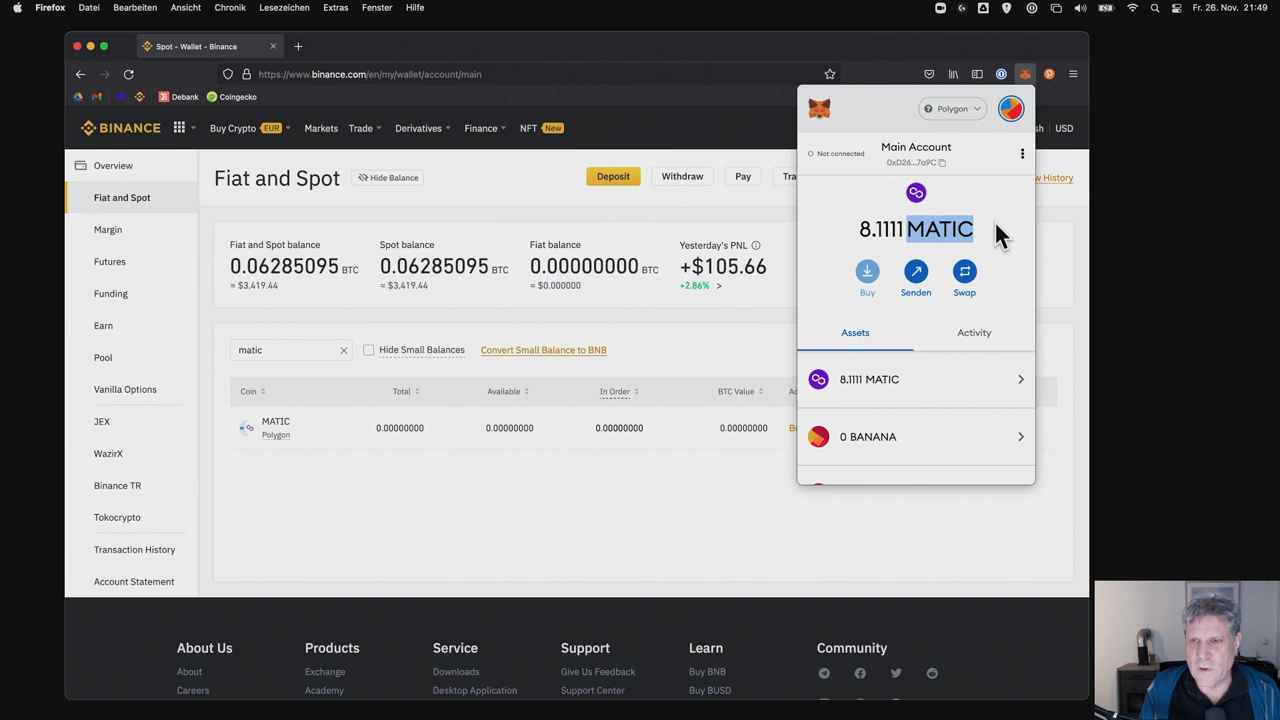 Firefox Datei Bearbeiten Ansicht Chronik Lesezeichen Extras Fenster Hilfe Fr. 26. Nov. 21:49
Spot - Wallet - Binance
https://www.binance.com/en/my/wallet/account/main
Debank Coingecko
BINANCE Buy Crypto EUR Markets Trade Derivatives Finance NFT New USD
Overview
Fiat and Spot
Margin
Futures
Funding
Earn
Pool
Vanilla Options
JEX
WazirX
Binance TR
Tokocrypto
Transaction History
Account Statement
Fiat and Spot Hide Balance Deposit Withdraw Pay Tra w History
Fiat and Spot balance Spot balance Fiat balance Yesterday's PNL
0.06285095 BTC 0.06285095 BTC 0.00000000 BTC +$105.66
≈ $3,419.44 ≈ $3,419.44 ≈ $0.000000 +2.86% >
matic Hide Small Balances Convert Small Balance to BNB
Coin Total Available In Order BTC Value Ac
MATIC 0.00000000 0.00000000 0.00000000 0.00000000 B
Polygon
Polygon
Main Account
Not connected
0xD26...7a9C
8.1111 MATIC
Buy Senden Swap
Assets Activity
8.1111 MATIC
0 BANANA
About Us Products Service Support Learn Community
About Exchange Downloads Give Us Feedback Buy BNB
Careers Academy Desktop Application Support Center Buy BUSD